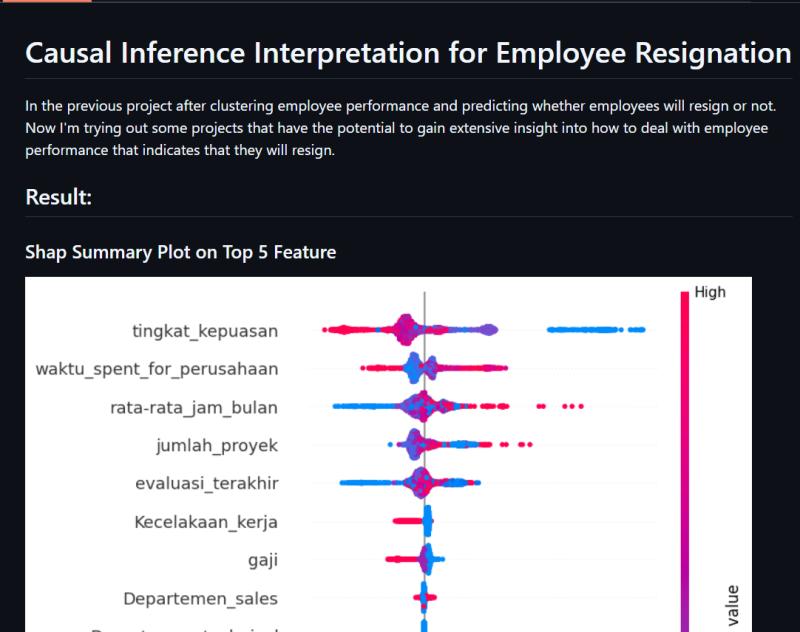 Causal Inference Interpretation for Employee Resignation
In the previous project after clustering employee performance and predicting whether employees will resign or not.
Now I'm trying out some projects that have the potential to gain extensive insight into how to deal with employee
performance that indicates that they will resign.
Result:
Shap Summary Plot on Top 5 Feature
High
tingkat_kepuasan
waktu_spent_for_perusahaan
rata-rata_jam_bulan
jumlah_proyek
evaluasi_terakhir
Kecelakaan_kerja
gaji
Departemen_sales
value